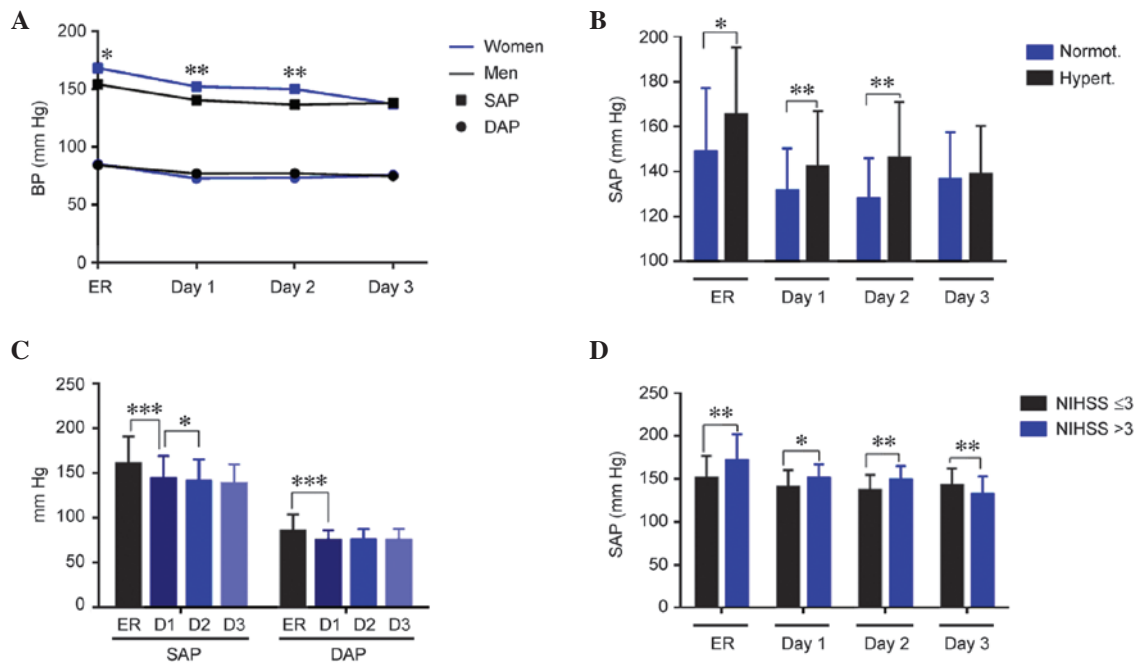 A
200
150
100
50
0
BP (mm Hg)
*
**
**
ER
Day 1
Day 2
Day 3
Women
Men
SAP
DAP
B
200
180
160
140
120
100
SAP (mm Hg)
*
**
**
ER
Day 1
Day 2
Day 3
Normot.
Hypert.
C
250
200
150
100
50
0
mm Hg
***
*
***
ER D1 D2 D3
ER D1 D2 D3
SAP
DAP
D
250
200
150
100
50
0
SAP (mm Hg)
**
*
**
**
ER
Day 1
Day 2
Day 3
NIHSS ≤3
NIHSS >3